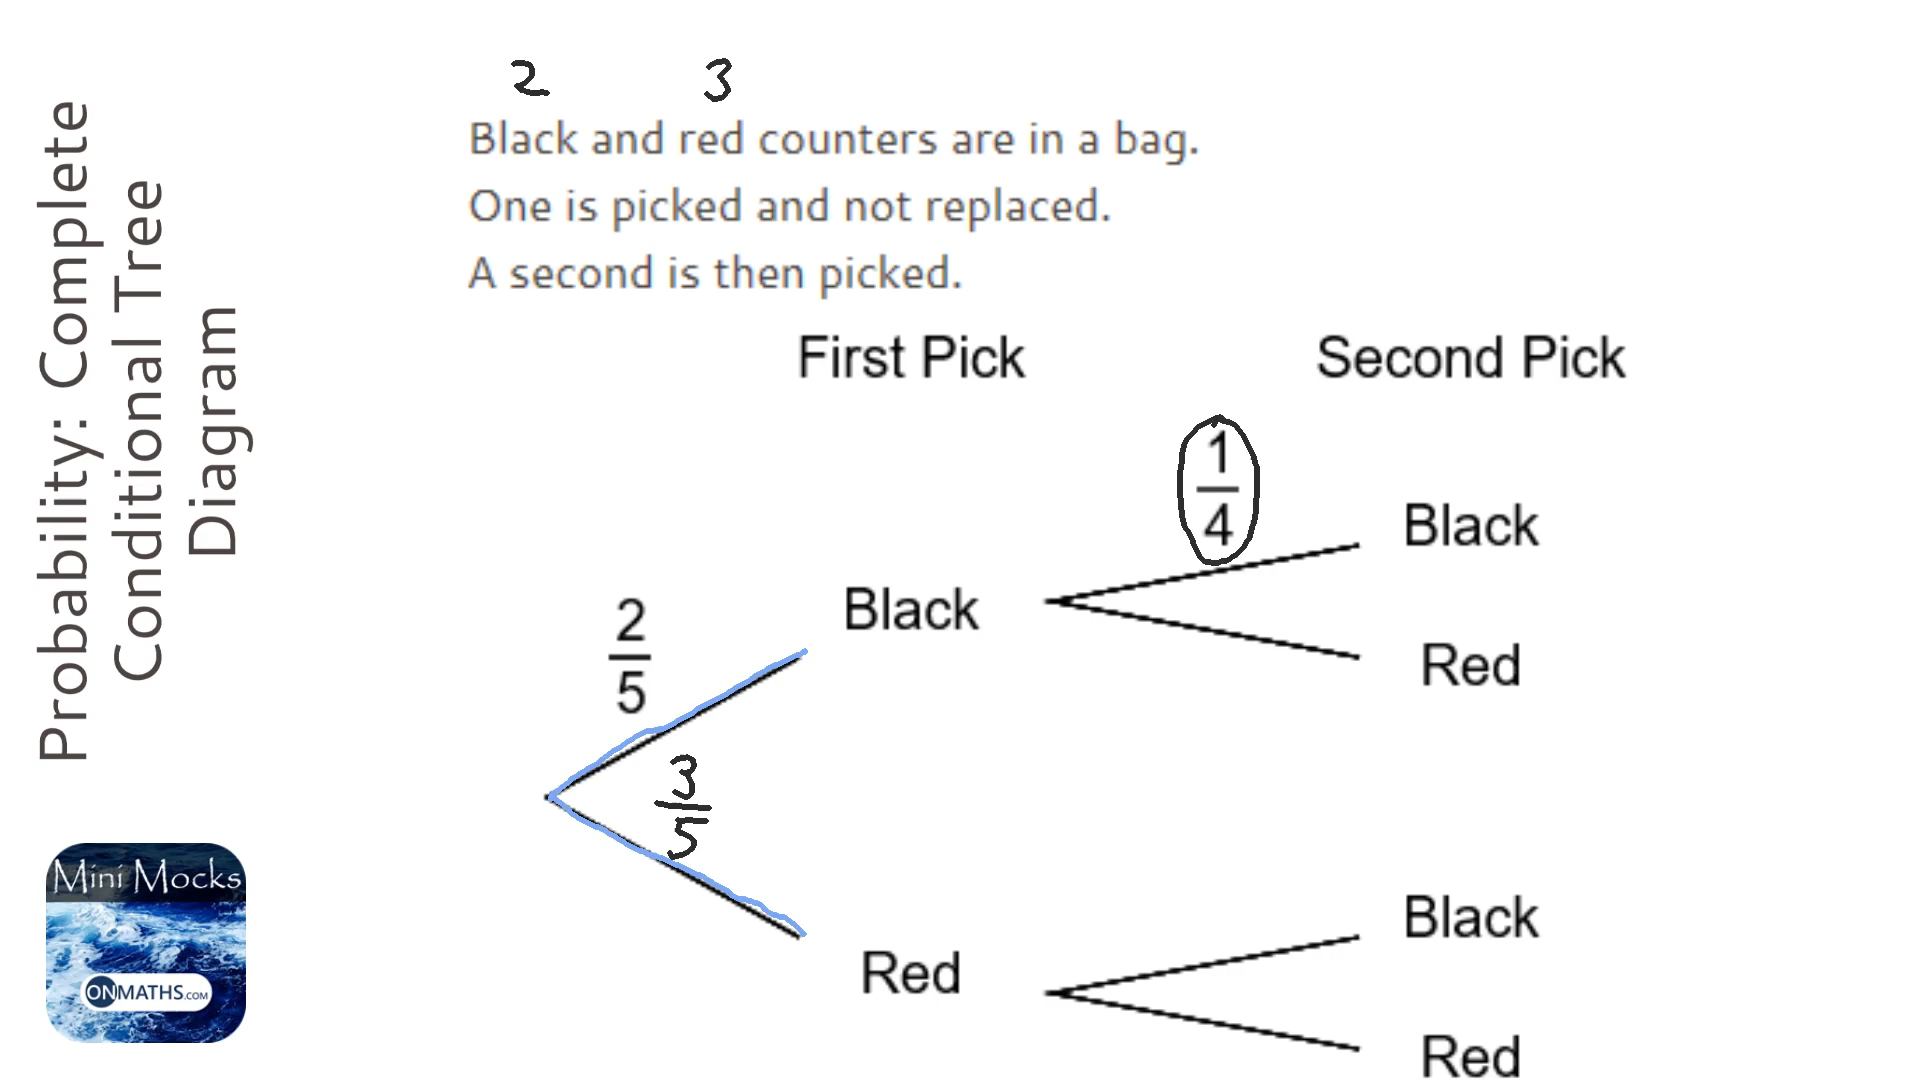 Probability: Complete
Conditional Tree
Diagram
2 3
Black and red counters are in a bag.
One is picked and not replaced.
A second is then picked.
First Pick Second Pick
1
4
Black
Black
Red
2
5
3
5
Black
Red
Red
Mini Mocks
ONMATHS.COM